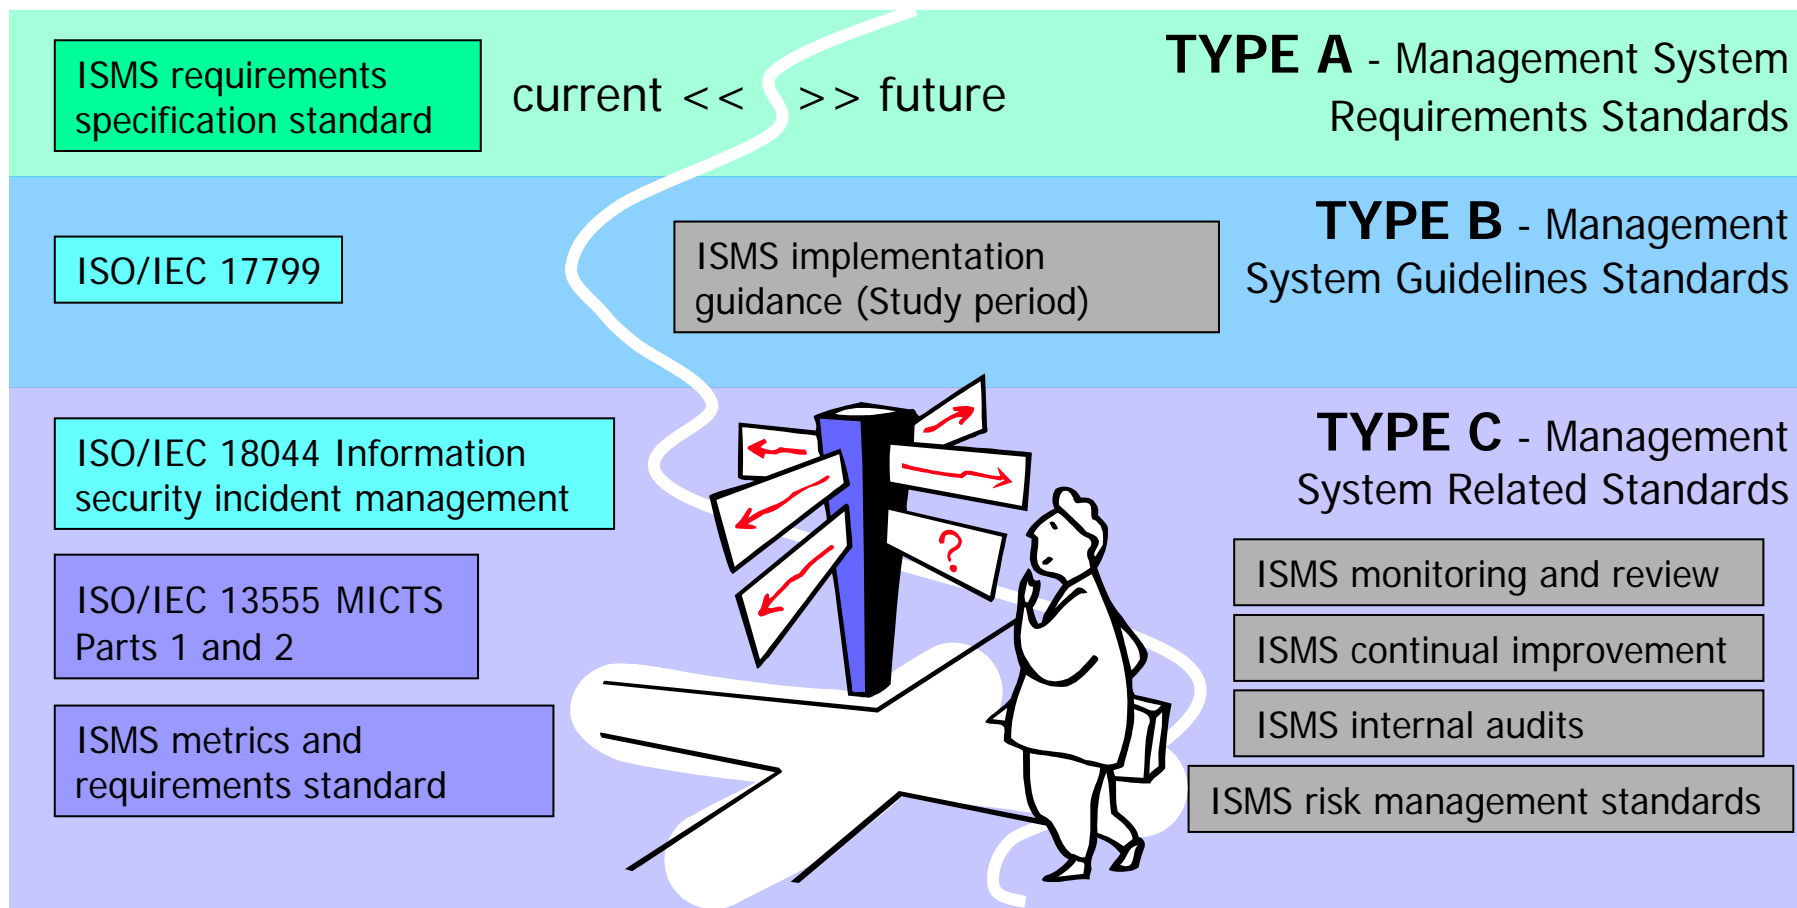 ISMS requirements
specification standard
current << >> future
TYPE A - Management System
Requirements Standards
ISO/IEC 17799
ISMS implementation
guidance (Study period)
TYPE B - Management
System Guidelines Standards
ISO/IEC 18044 Information
security incident management
ISO/IEC 13555 MICTS
Parts 1 and 2
ISMS metrics and
requirements standard
?
TYPE C - Management
System Related Standards
ISMS monitoring and review
ISMS continual improvement
ISMS internal audits
ISMS risk management standards